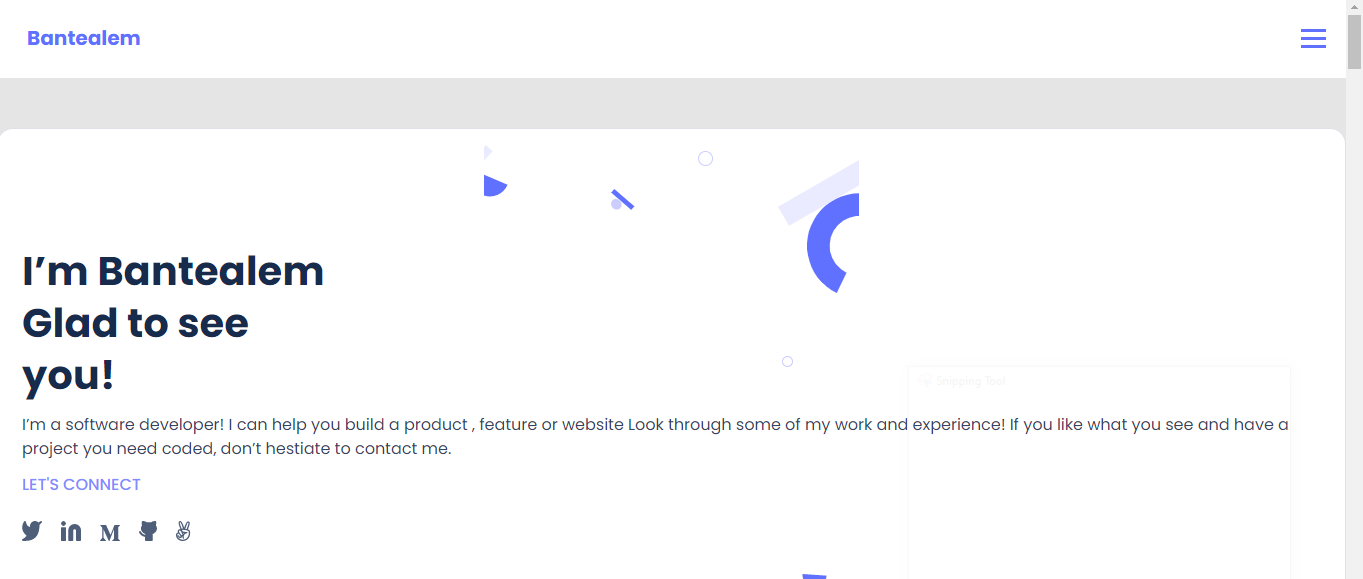 Bantealem
I’m Bantealem
Glad to see
you!
Snipping Tool
I’m a software developer! I can help you build a product , feature or website Look through some of my work and experience! If you like what you see and have a
project you need coded, don’t hestiate to contact me.
LET'S CONNECT